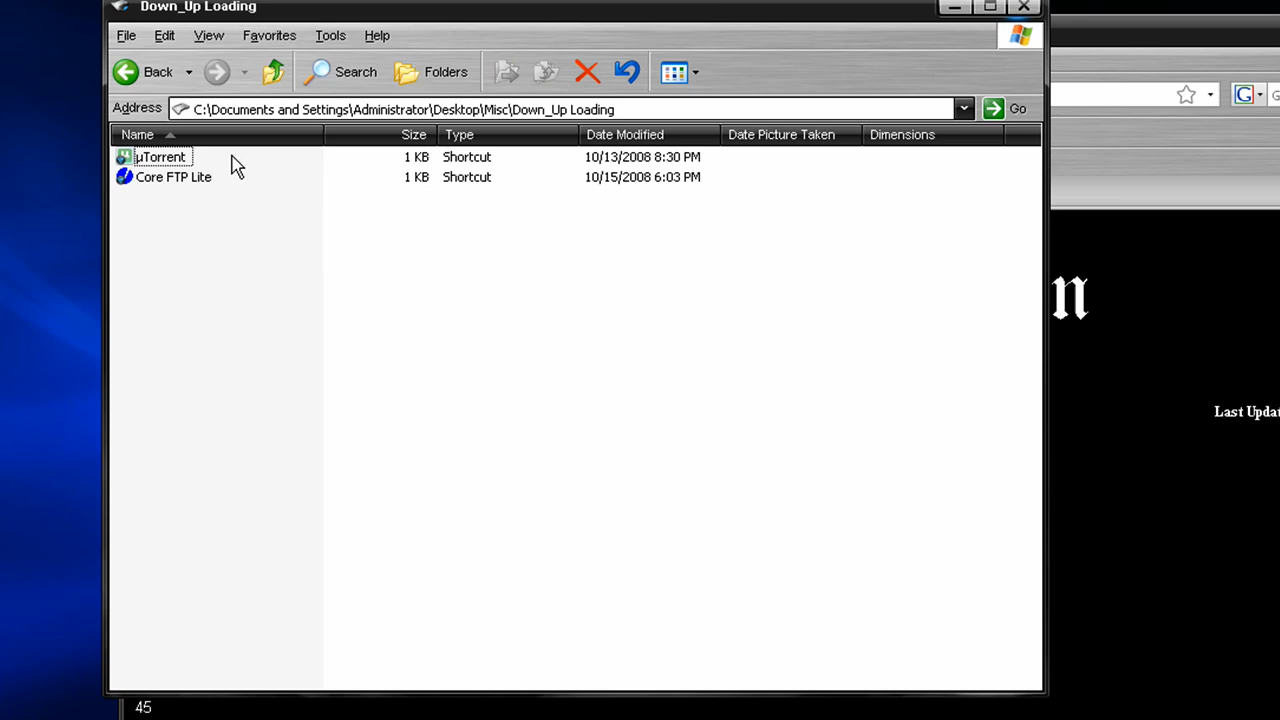 Down_Up Loading
File Edit View Favorites Tools Help
Back Search Folders
Address C:\Documents and Settings\Administrator\Desktop\Misc\Down_Up Loading Go
Name Size Type Date Modified Date Picture Taken Dimensions
µTorrent 1 KB Shortcut 10/13/2008 8:30 PM
Core FTP Lite 1 KB Shortcut 10/15/2008 6:03 PM
G G
n
Last Upda
45